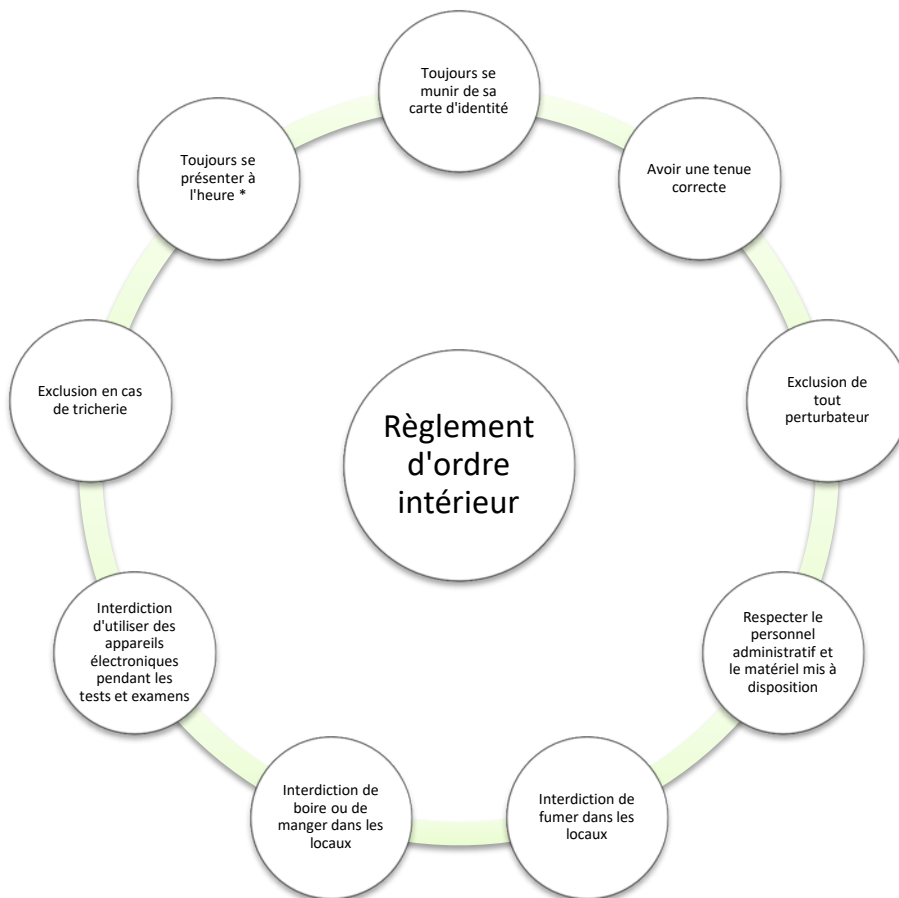 Toujours se
munir de sa
carte d'identité
Avoir une tenue
correcte
Exclusion de
tout
perturbateur
Respecter le
personnel
administratif et
le matériel mis à
disposition
Interdiction de
fumer dans les
locaux
Interdiction de
boire ou de
manger dans les
locaux
Interdiction
d'utiliser des
appareils
électroniques
pendant les
tests et examens
Exclusion en cas
de tricherie
Toujours se
présenter à
l'heure *
Règlement
d'ordre
intérieur